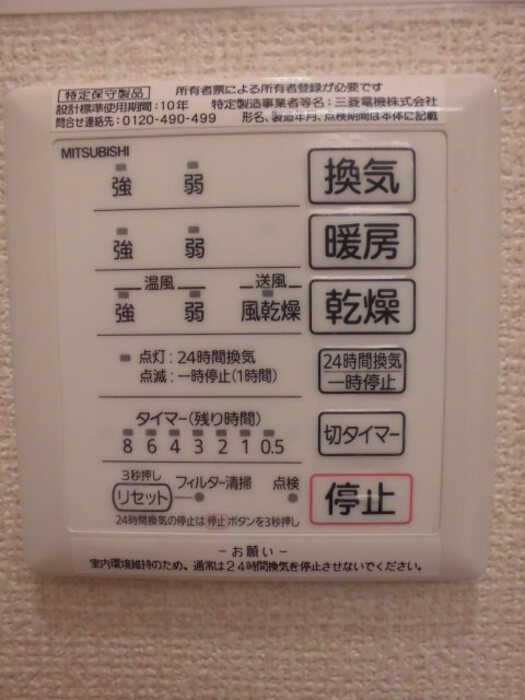 特定保守製品 所有者票による所有者登録が必要です
設計標準使用期間:10年 特定製造事業者等名:三菱電機株式会社
問合せ連絡先:0120-490-499 形名、製造年月、点検期間は本体に記載
MITSUBISHI
強 弱 換気
強 弱 暖房
温風 送風
強 弱 風乾燥 乾燥
点灯:24時間換気
点滅:一時停止(1時間)
24時間換気
一時停止
タイマー(残り時間)
8 6 4 3 2 1 0.5
切タイマー
3秒押し
リセット フィルター清掃 点検
停止
24時間換気の停止は停止ボタンを3秒押し
-お願い-
室内環境維持のため、通常は24時間換気を停止させないでください。